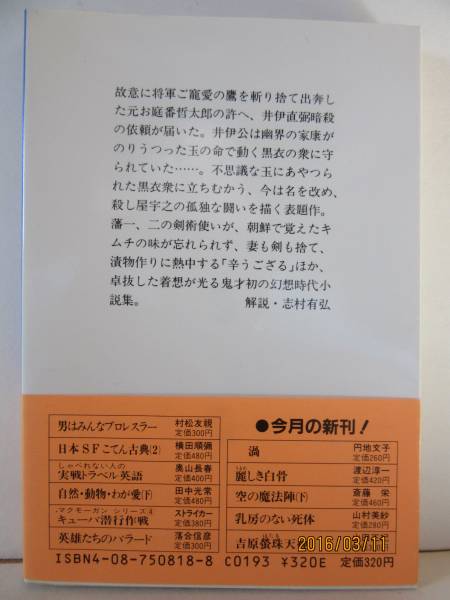 故意に将軍ご寵愛の鷹を斬り捨て出奔し
た元お庭番哲太郎の許へ、井伊直弼暗殺
の依頼が届いた。井伊公は幽界の家康が
のりうつった玉の命で動く黒衣の衆に守
られていた……。不思議な玉にあやつら
れた黒衣衆に立ちむかう、今は名を改め、
殺し屋字之の孤独な闘いを描く表題作。
藩一、二の剣術使いが、朝鮮で覚えたキ
ムチの味が忘れられず、妻も剣も捨て、
漬物作りに熱中する「辛うござる」ほか、
卓抜した着想が光る鬼才初の幻想時代小
説集。 解説・志村有弘
男はみんなプロレスラー 村松友視 定価300円
日本SFこてん古典(2) 横田順彌 定価480円
しゃべれない人の
実戦トラベル英語 奥山長春 定価400円
自然・動物・わが愛(下) 田中光常 定価480円
マクモーガン シリーズ4
キューバ潜行作戦 ストライカー 定価380円
英雄たちのバラード 落合信彦 定価300円
●今月の新刊!
渦 円地文子 定価260円
麗しき白骨 渡辺淳一 定価420円
空の魔法陣(下) 斎藤 栄 定価460円
乳房のない死体 山村美紗 定価280円
吉原螢珠天
2016/03/11
ISBN4-08-750818-8 C0193 ¥320E 定価320円